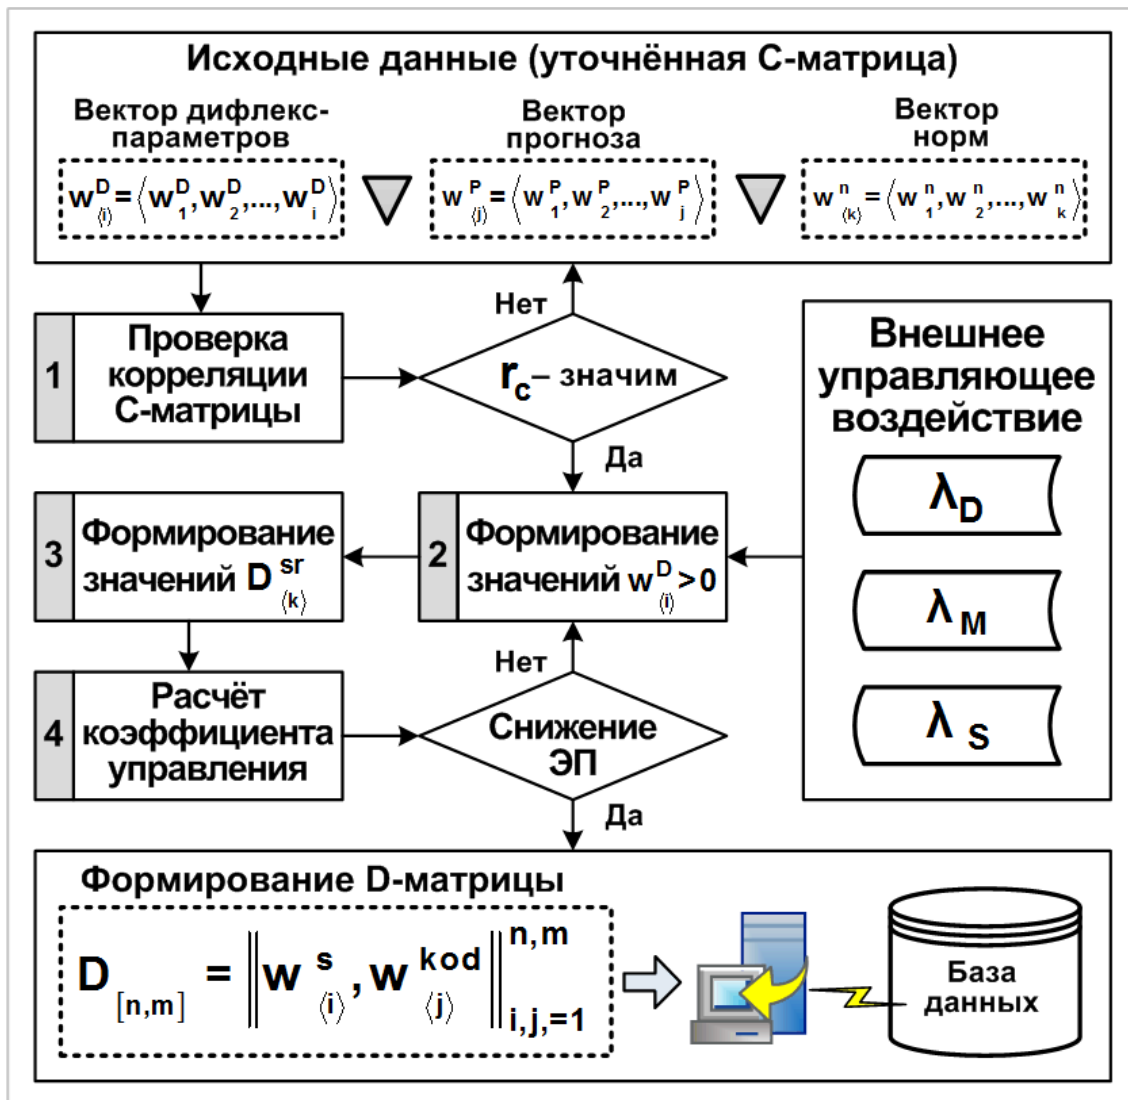 Исходные данные (уточнённая С-матрица)
Вектор дифлекс-
параметров
w^D_⟨i⟩=⟨w^D_1,w^D_2,...,w^D_i⟩
Вектор
прогноза
w^P_⟨j⟩=⟨w^P_1,w^P_2,...,w^P_j⟩
Вектор
норм
w^n_⟨k⟩=⟨w^n_1,w^n_2,...,w^n_k⟩
1
Проверка
корреляции
С-матрицы
Нет
r_c – значим
Да
Внешнее
управляющее
воздействие
λ_D
λ_M
λ_S
3
Формирование
значений D^sr_⟨k⟩
2
Формирование
значений w^D_⟨i⟩>0
4
Расчёт
коэффициента
управления
Нет
Снижение
ЭП
Да
Формирование D-матрицы
D_[n,m] = ‖w^s_⟨i⟩,w^kod_⟨j⟩‖^n,m_i,j,=1
База
данных